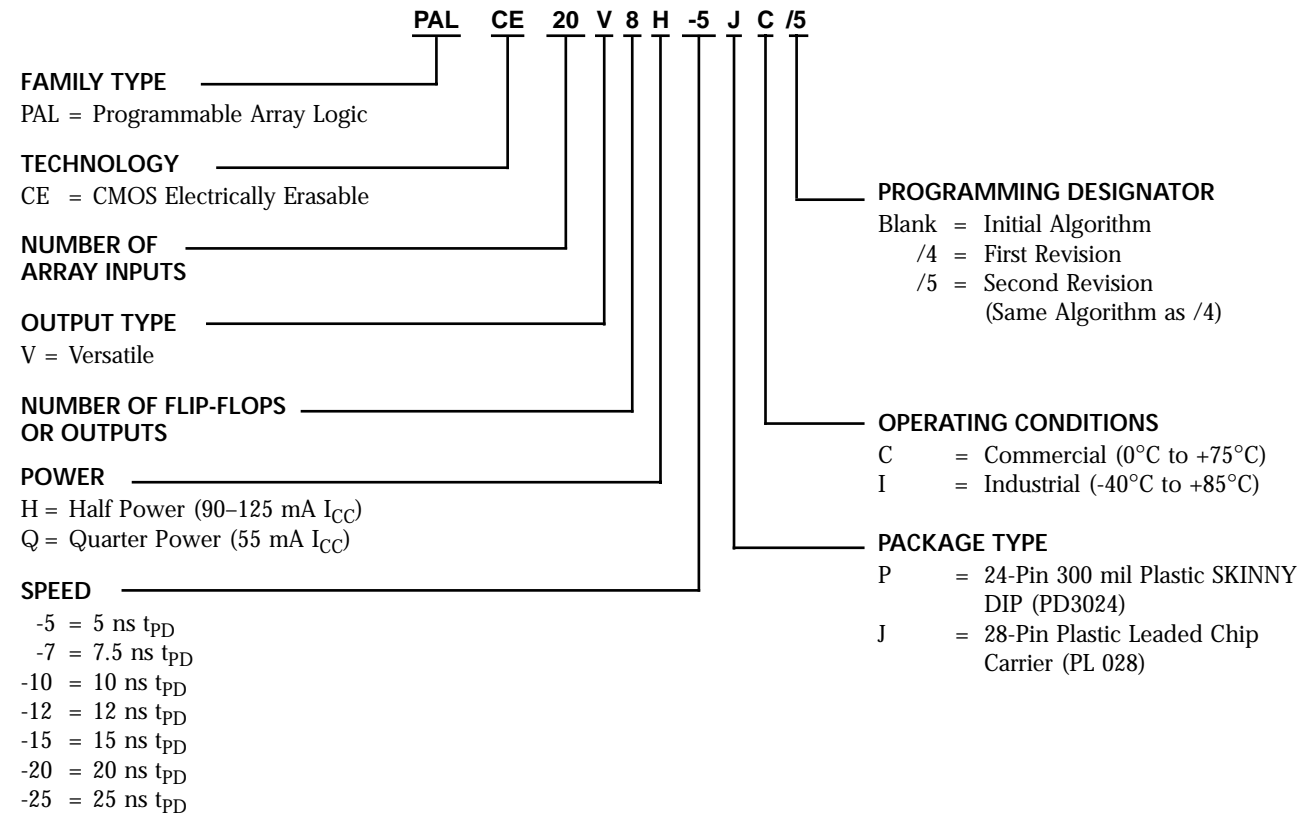 PAL CE 20 V 8 H -5 J C /5
FAMILY TYPE
PAL = Programmable Array Logic
TECHNOLOGY
CE = CMOS Electrically Erasable
NUMBER OF
ARRAY INPUTS
OUTPUT TYPE
V = Versatile
NUMBER OF FLIP-FLOPS
OR OUTPUTS
POWER
H = Half Power (90–125 mA ICC)
Q = Quarter Power (55 mA ICC)
SPEED
-5 = 5 ns tPD
-7 = 7.5 ns tPD
-10 = 10 ns tPD
-12 = 12 ns tPD
-15 = 15 ns tPD
-20 = 20 ns tPD
-25 = 25 ns tPD
PROGRAMMING DESIGNATOR
Blank = Initial Algorithm
/4 = First Revision
/5 = Second Revision
(Same Algorithm as /4)
OPERATING CONDITIONS
C = Commercial (0°C to +75°C)
I = Industrial (-40°C to +85°C)
PACKAGE TYPE
P = 24-Pin 300 mil Plastic SKINNY
DIP (PD3024)
J = 28-Pin Plastic Leaded Chip
Carrier (PL 028)